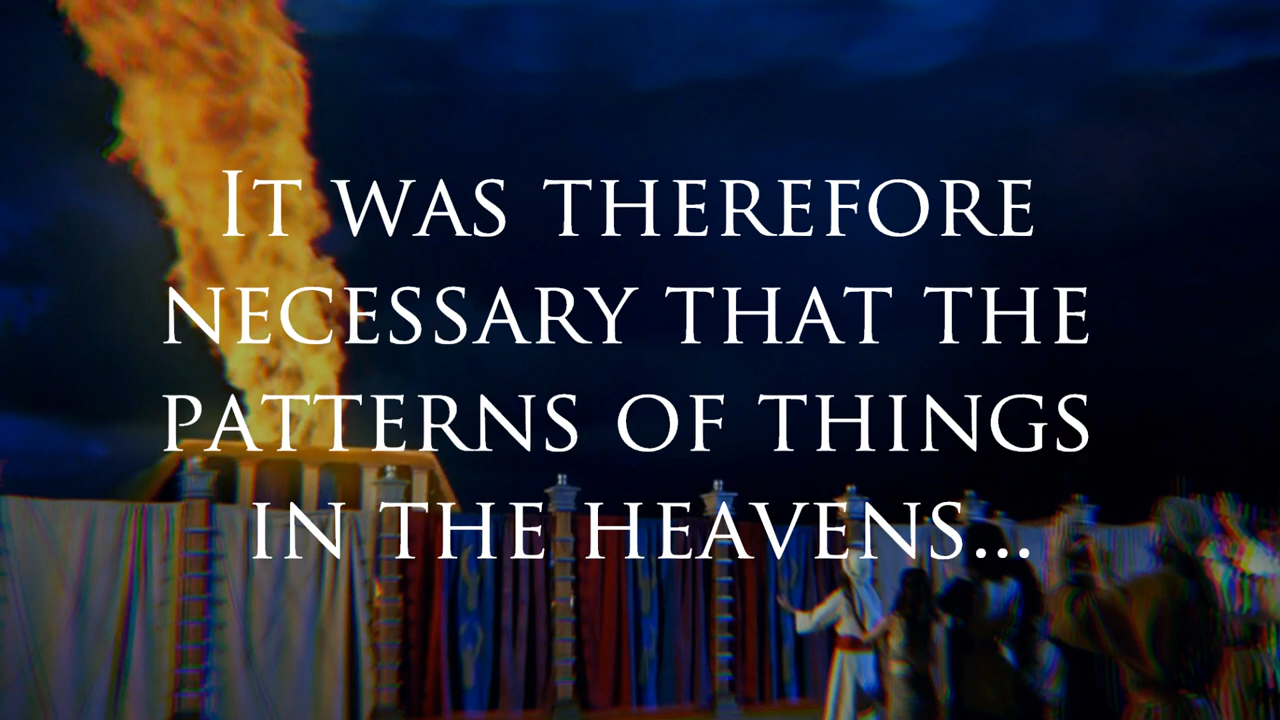 It was therefore
necessary that the
patterns of things
in the heavens...